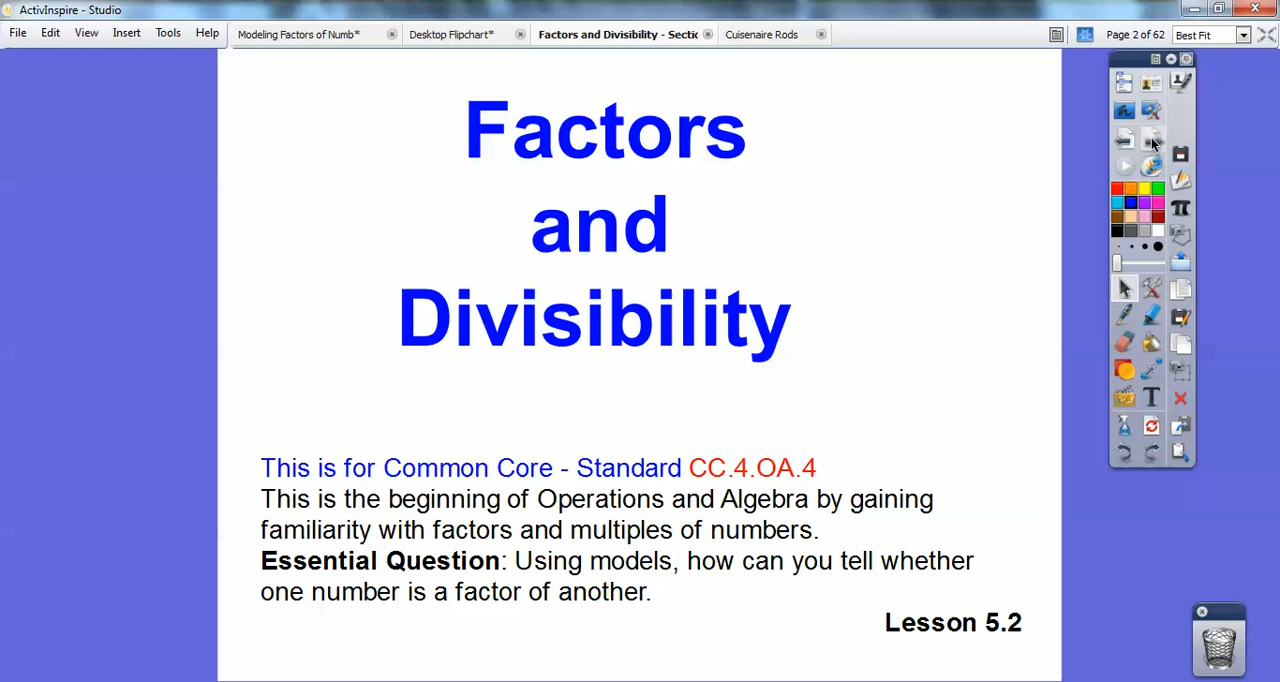 ActivInspire - Studio
File Edit View Insert Tools Help
Modeling Factors of Numb* Desktop Flipchart* Factors and Divisibility - Sectic Cuisenaire Rods Page 2 of 62 Best Fit
Factors
and
Divisibility
This is for Common Core - Standard CC.4.OA.4
This is the beginning of Operations and Algebra by gaining
familiarity with factors and multiples of numbers.
Essential Question: Using models, how can you tell whether
one number is a factor of another.
Lesson 5.2